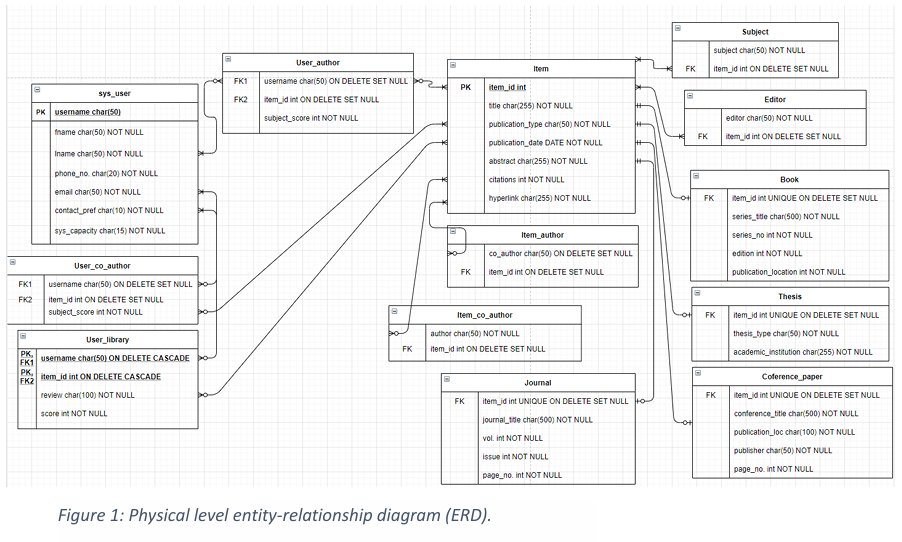 User_author
FK1 username char(50) ON DELETE SET NULL
FK2 item_id int ON DELETE SET NULL
subject_score int NOT NULL
sys_user
PK username char(50)
fname char(50) NOT NULL
lname char(50) NOT NULL
phone_no. char(20) NOT NULL
email char(50) NOT NULL
contact_pref char(10) NOT NULL
sys_capacity char(15) NOT NULL
User_co_author
FK1 username char(50) ON DELETE SET NULL
FK2 item_id int ON DELETE SET NULL
subject_score int NOT NULL
User_library
PK, FK1 username char(50) ON DELETE CASCADE
PK, FK2 item_id int ON DELETE CASCADE
review char(100) NOT NULL
score int NOT NULL
Item
PK item_id int
title char(255) NOT NULL
publication_type char(50) NOT NULL
publication_date DATE NOT NULL
abstract char(255) NOT NULL
citations int NOT NULL
hyperlink char(255) NOT NULL
Item_author
co_author char(50) ON DELETE SET NULL
FK item_id int ON DELETE SET NULL
Item_co_author
author char(50) NOT NULL
FK item_id int ON DELETE SET NULL
Journal
FK item_id int UNIQUE ON DELETE SET NULL
journal_title char(500) NOT NULL
vol. int NOT NULL
issue int NOT NULL
page_no. int NOT NULL
Subject
subject char(50) NOT NULL
FK item_id int ON DELETE SET NULL
Editor
editor char(50) NOT NULL
FK item_id int ON DELETE SET NULL
Book
FK item_id int UNIQUE ON DELETE SET NULL
series_title char(500) NOT NULL
series_no int NOT NULL
edition int NOT NULL
publication_location int NOT NULL
Thesis
FK item_id int UNIQUE ON DELETE SET NULL
thesis_type char(50) NOT NULL
academic_institution char(255) NOT NULL
Coference_paper
FK item_id int UNIQUE ON DELETE SET NULL
conference_title char(500) NOT NULL
publication_loc char(100) NOT NULL
publisher char(50) NOT NULL
page_no. int NOT NULL
Figure 1: Physical level entity-relationship diagram (ERD).